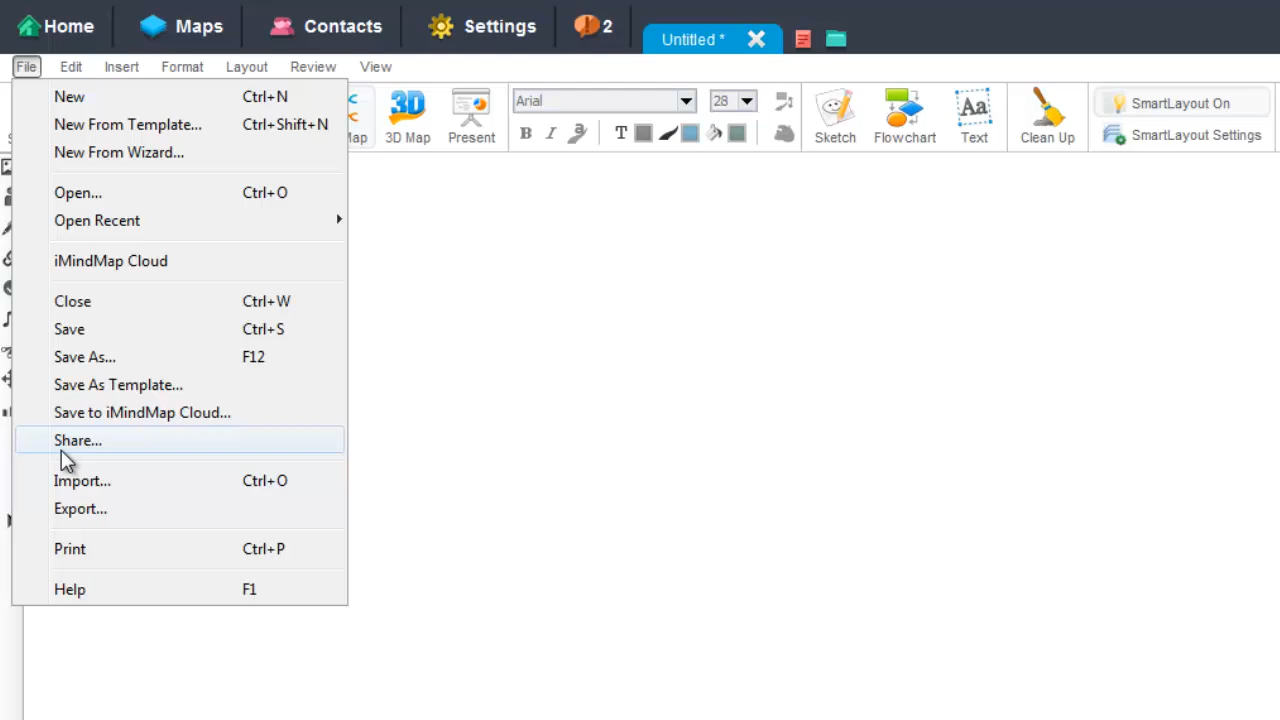 Home Maps Contacts Settings 2 Untitled *
File Edit Insert Format Layout Review View
New Ctrl+N
New From Template... Ctrl+Shift+N
New From Wizard...
Open... Ctrl+O
Open Recent
iMindMap Cloud
Close Ctrl+W
Save Ctrl+S
Save As... F12
Save As Template...
Save to iMindMap Cloud...
Share...
Import... Ctrl+O
Export...
Print Ctrl+P
Help F1
3D
3D Map
Present
Arial 28
B I T
Sketch
Flowchart
Aa
Text
Clean Up
SmartLayout On
SmartLayout Settings